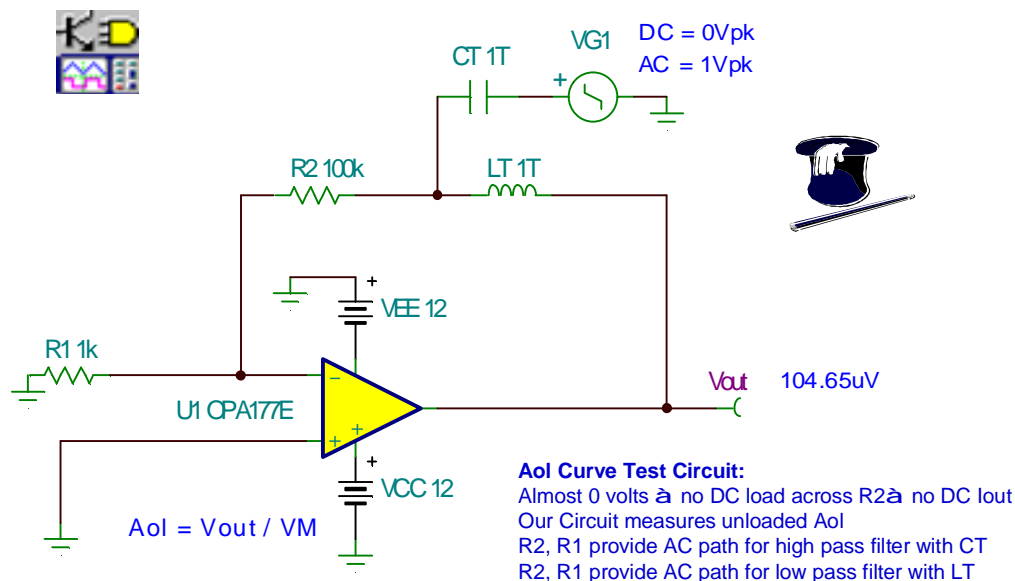 DC = 0Vpk
AC = 1Vpk
VG1
+
CT 1T
R2 100k
LT 1T
+
VEE 12
R1 1k
−
U1 OPA177E
+
+
Vout
104.65uV
+
VCC 12
Aol = Vout / VM
Aol Curve Test Circuit:
Almost 0 volts à no DC load across R2à no DC Iout
Our Circuit measures unloaded Aol
R2, R1 provide AC path for high pass filter with CT
R2, R1 provide AC path for low pass filter with LT